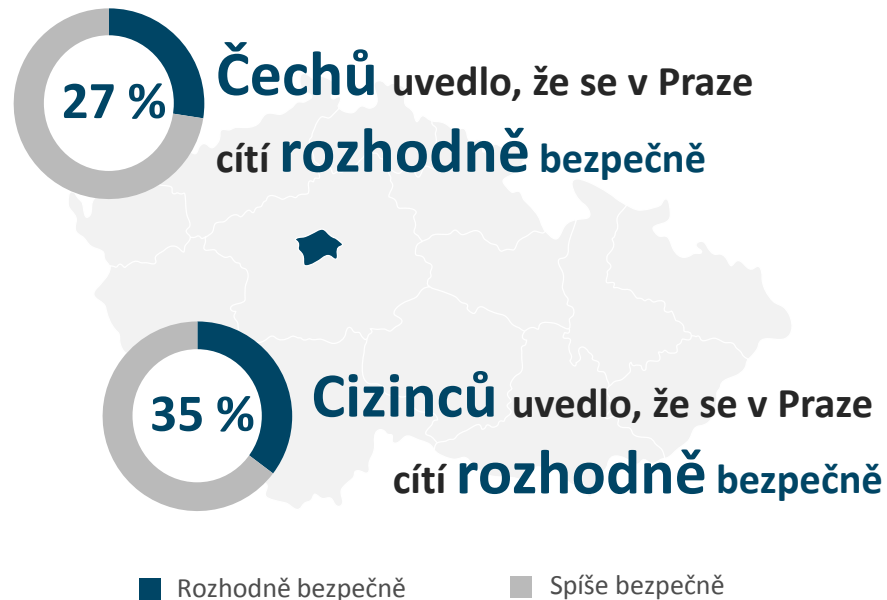 27 %
Čechů uvedlo, že se v Praze
cítí rozhodně bezpečně
35 %
Cizinců uvedlo, že se v Praze
cítí rozhodně bezpečně
Rozhodně bezpečně
Spíše bezpečně